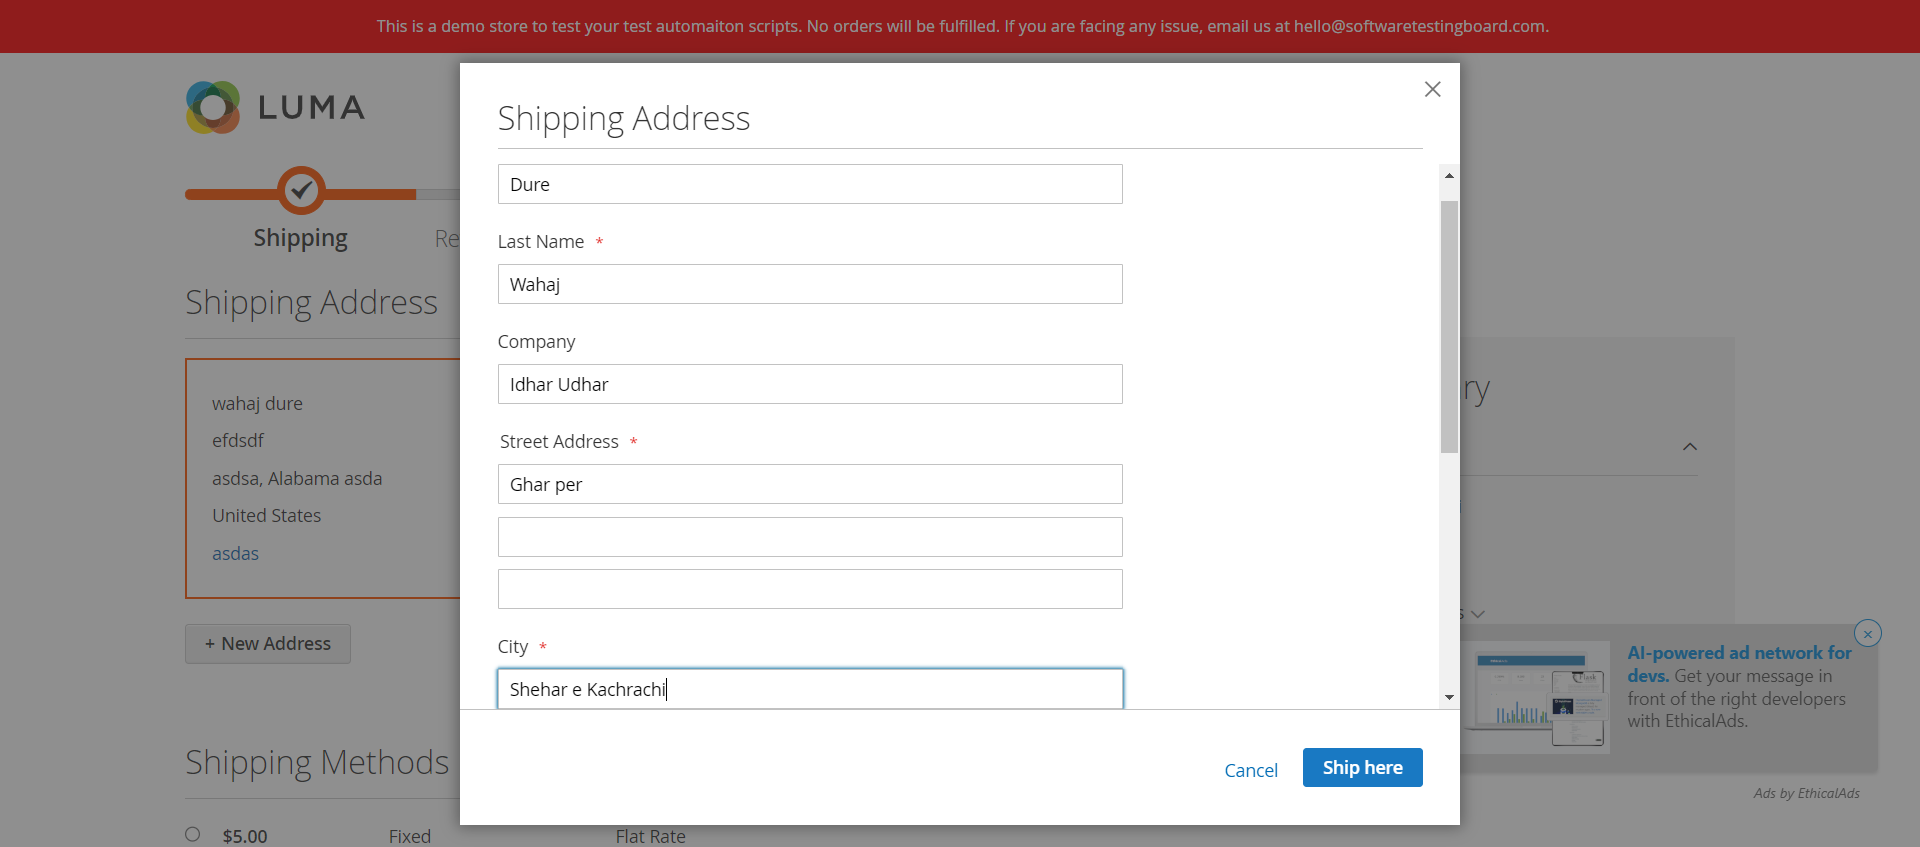 This is a demo store to test your test automaiton scripts. No orders will be fulfilled. If you are facing any issue, email us at hello@softwaretestingboard.com.
LUMA
Shipping
Re
Shipping Address
wahaj dure
efdsdf
asdsa, Alabama asda
United States
asdas
+ New Address
Shipping Methods
$5.00 Fixed Flat Rate
Shipping Address
Dure
Last Name *
Wahaj
Company
Idhar Udhar
Street Address *
Ghar per
City *
Shehar e Kachrachi
Cancel
Ship here
ry
s
AI-powered ad network for
devs. Get your message in
front of the right developers
with EthicalAds.
Ads by EthicalAds